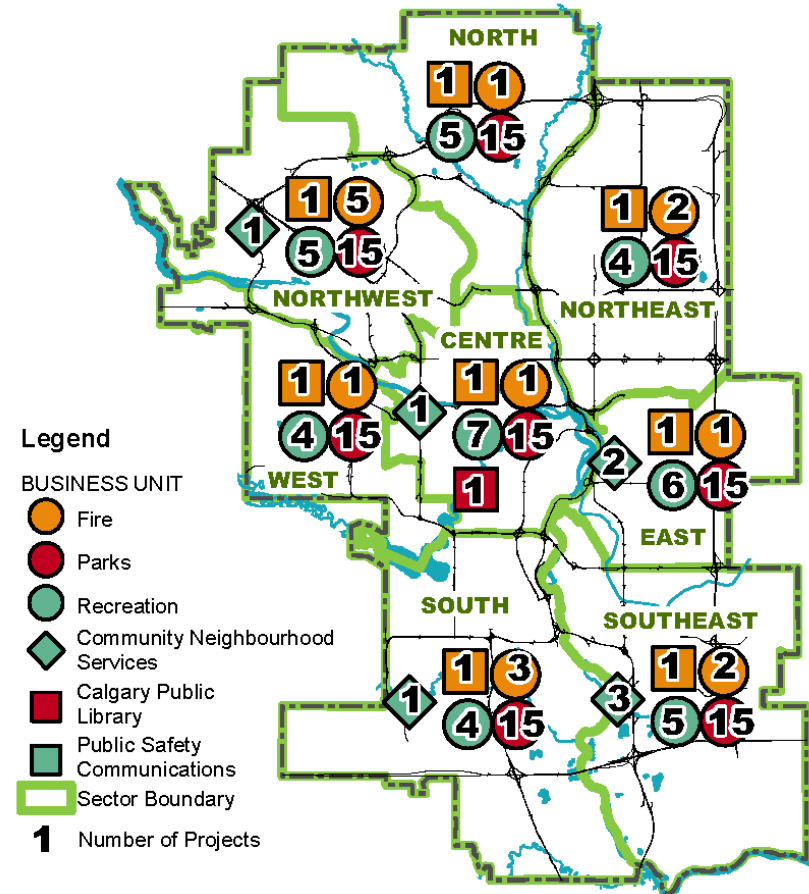 NORTH
1 1
5 15
1 5
1
5 15
NORTHWEST
1 2
4 15
NORTHEAST
CENTRE
1 1
4 15
WEST
1
1 1
7 15
1
2
1 1
6 15
EAST
SOUTH
1 3
1
4 15
SOUTHEAST
1 2
3
5 15
Legend
BUSINESS UNIT
Fire
Parks
Recreation
Community Neighbourhood
Services
Calgary Public
Library
Public Safety
Communications
Sector Boundary
1 Number of Projects